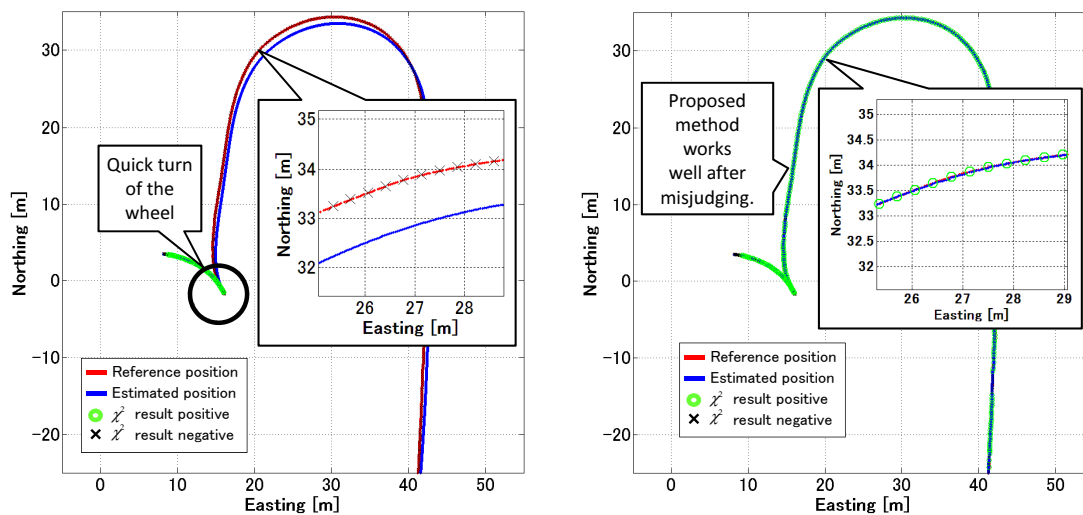 30
20
10
0
-10
-20
Northing [m]
0
10
20
30
40
50
Easting [m]
Quick turn
of the
wheel
35
34
33
32
Northing [m]
26
27
28
Easting [m]
Reference position
Estimated position
χ² result positive
χ² result negative
30
20
10
0
-10
-20
Northing [m]
0
10
20
30
40
50
Easting [m]
Proposed
method
works
well after
misjudging.
35
34.5
34
33.5
33
32.5
32
Northing [m]
26
27
28
29
Easting [m]
Reference position
Estimated position
χ² result positive
χ² result negative